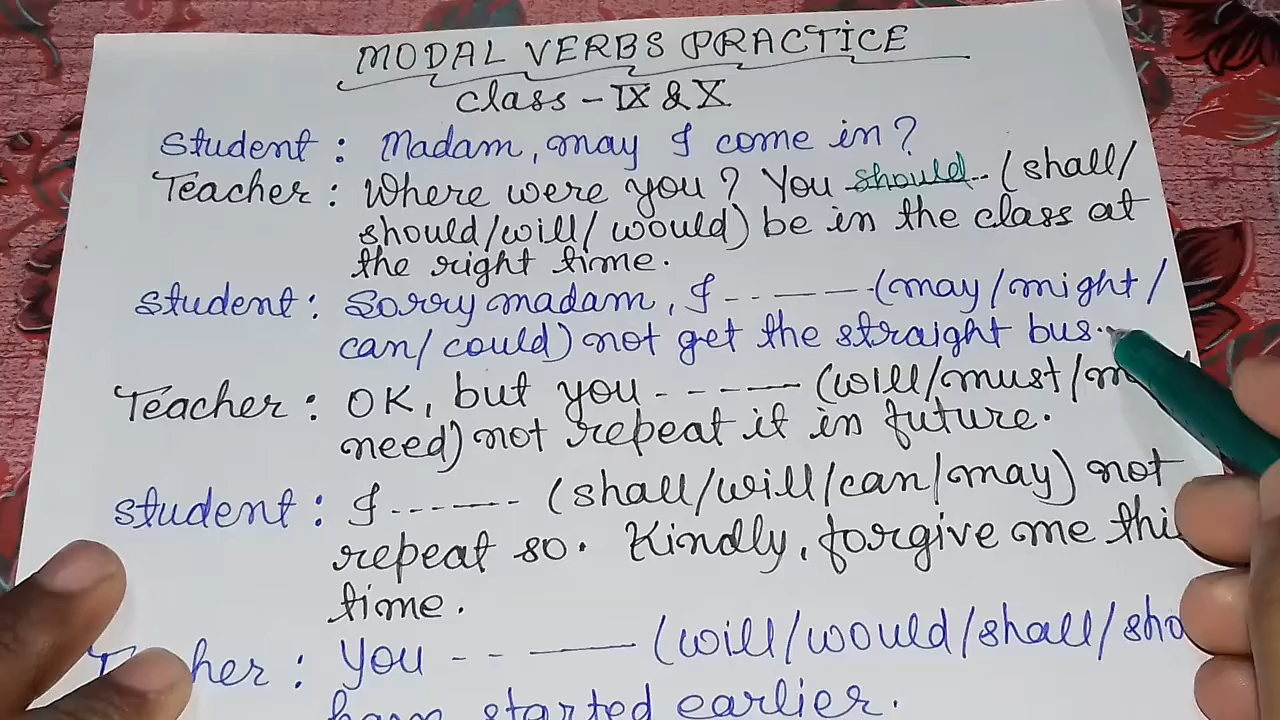 MODAL VERBS PRACTICE
Class - IX & X
Student : Madam, may I come in?
Teacher : Where were you? You should (shall/
should/will/would) be in the class at
the right time.
Student : Sorry madam, I ------ (may/might/
can/could) not get the straight bus.
Teacher : OK, but you ------ (will/must/
need) not repeat it in future.
Student : I ------ (shall/will/can/may) not
repeat so. Kindly, forgive me
time.
You ------ (will/would/shall/
started earlier.